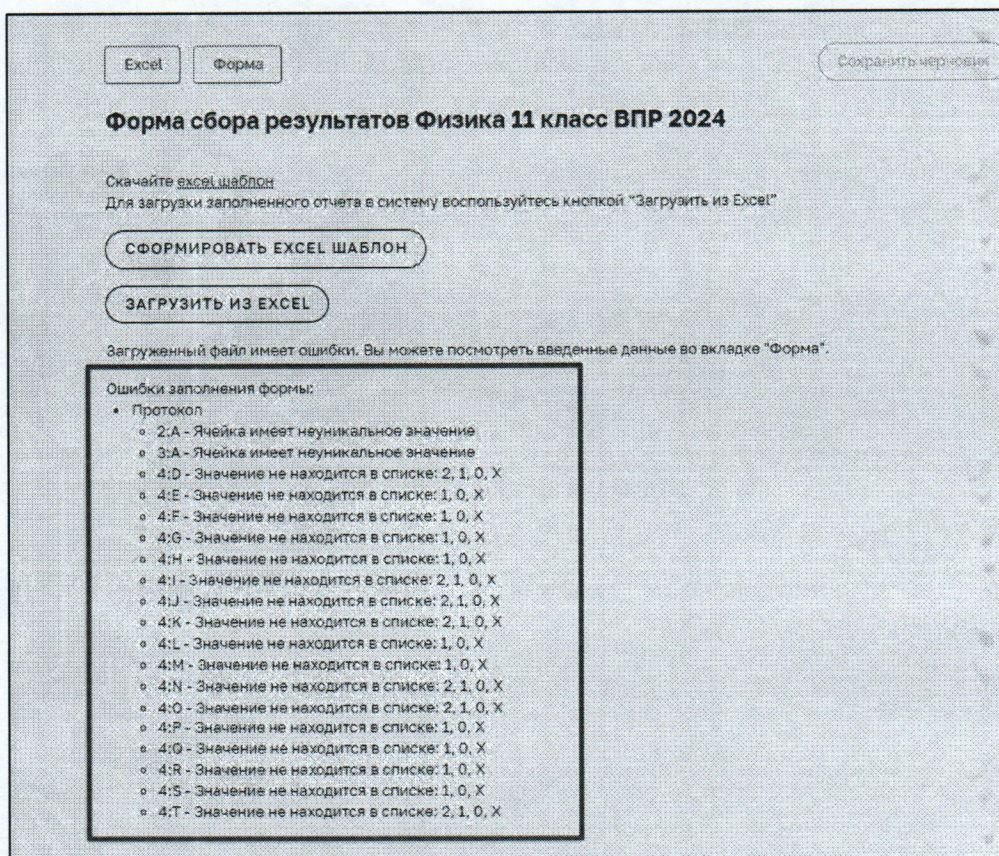 Excel Форма Сохранить черновик
Форма сбора результатов Физика 11 класс ВПР 2024
Скачайте excel шаблон
Для загрузки заполненного отчета в систему воспользуйтесь кнопкой "Загрузить из Excel"
СФОРМИРОВАТЬ EXCEL ШАБЛОН
ЗАГРУЗИТЬ ИЗ EXCEL
Загруженный файл имеет ошибки. Вы можете посмотреть введенные данные во вкладке "Форма".
Ошибки заполнения формы:
• Протокол
◦ 2:A - Ячейка имеет неуникальное значение
◦ 3:A - Ячейка имеет неуникальное значение
◦ 4:D - Значение не находится в списке: 2, 1, 0, X
◦ 4:E - Значение не находится в списке: 1, 0, X
◦ 4:F - Значение не находится в списке: 1, 0, X
◦ 4:G - Значение не находится в списке: 1, 0, X
◦ 4:H - Значение не находится в списке: 1, 0, X
◦ 4:I - Значение не находится в списке: 2, 1, 0, X
◦ 4:J - Значение не находится в списке: 2, 1, 0, X
◦ 4:K - Значение не находится в списке: 2, 1, 0, X
◦ 4:L - Значение не находится в списке: 1, 0, X
◦ 4:M - Значение не находится в списке: 1, 0, X
◦ 4:N - Значение не находится в списке: 2, 1, 0, X
◦ 4:O - Значение не находится в списке: 2, 1, 0, X
◦ 4:P - Значение не находится в списке: 1, 0, X
◦ 4:Q - Значение не находится в списке: 1, 0, X
◦ 4:R - Значение не находится в списке: 1, 0, X
◦ 4:S - Значение не находится в списке: 1, 0, X
◦ 4:T - Значение не находится в списке: 2, 1, 0, X